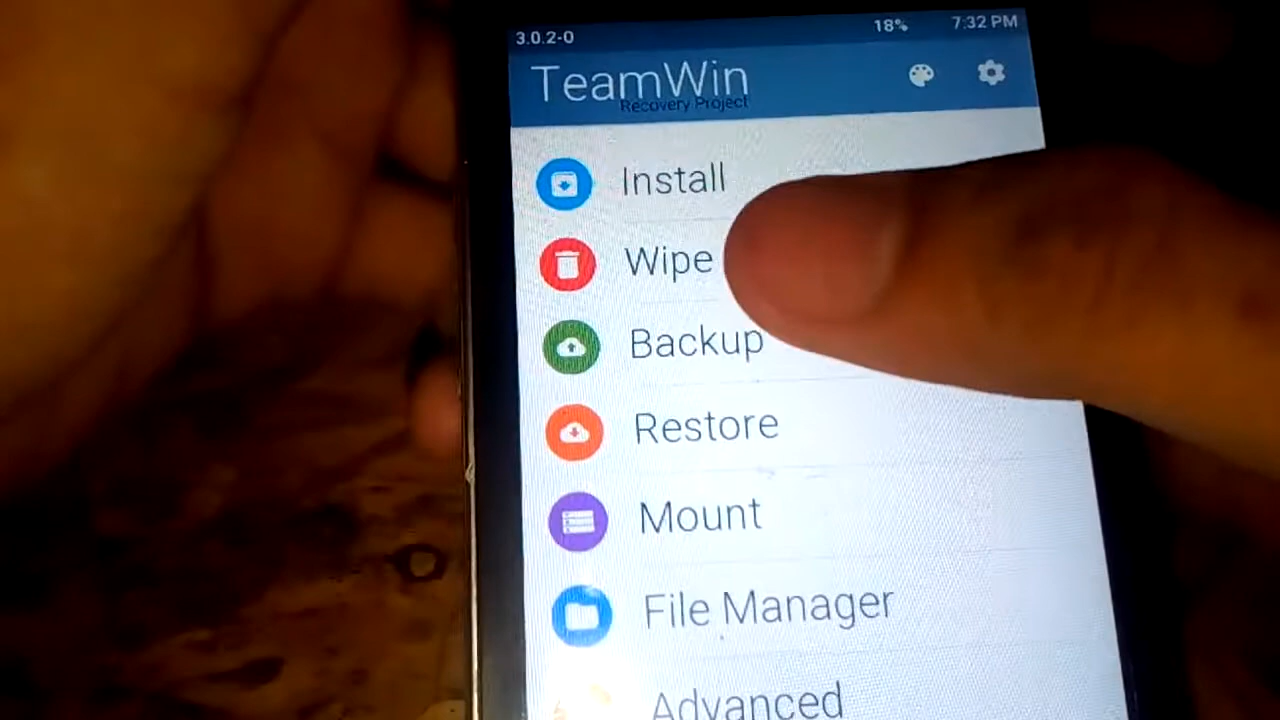 3.0.2-0 18% 7:32 PM
TeamWin
Recovery Project
Install
Wipe
Backup
Restore
Mount
File Manager
Advanced